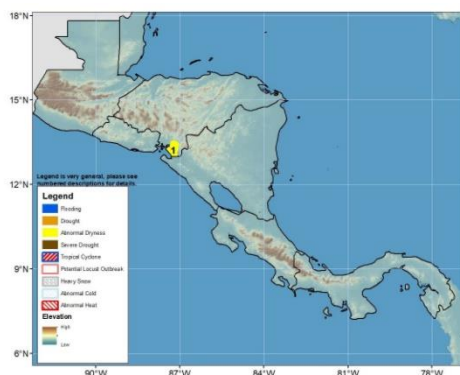 18°N
15°N
12°N
9°N
6°N
1
Legend is very general, please see
numbered descriptions for details.
Legend
Flooding
Drought
Abnormal Dryness
Severe Drought
Tropical Cyclone
Potential Locust Outbreak
Heavy Snow
Abnormal Cold
Abnormal Heat
Elevation
High
Low
90°W
87°W
84°W
81°W
78°W